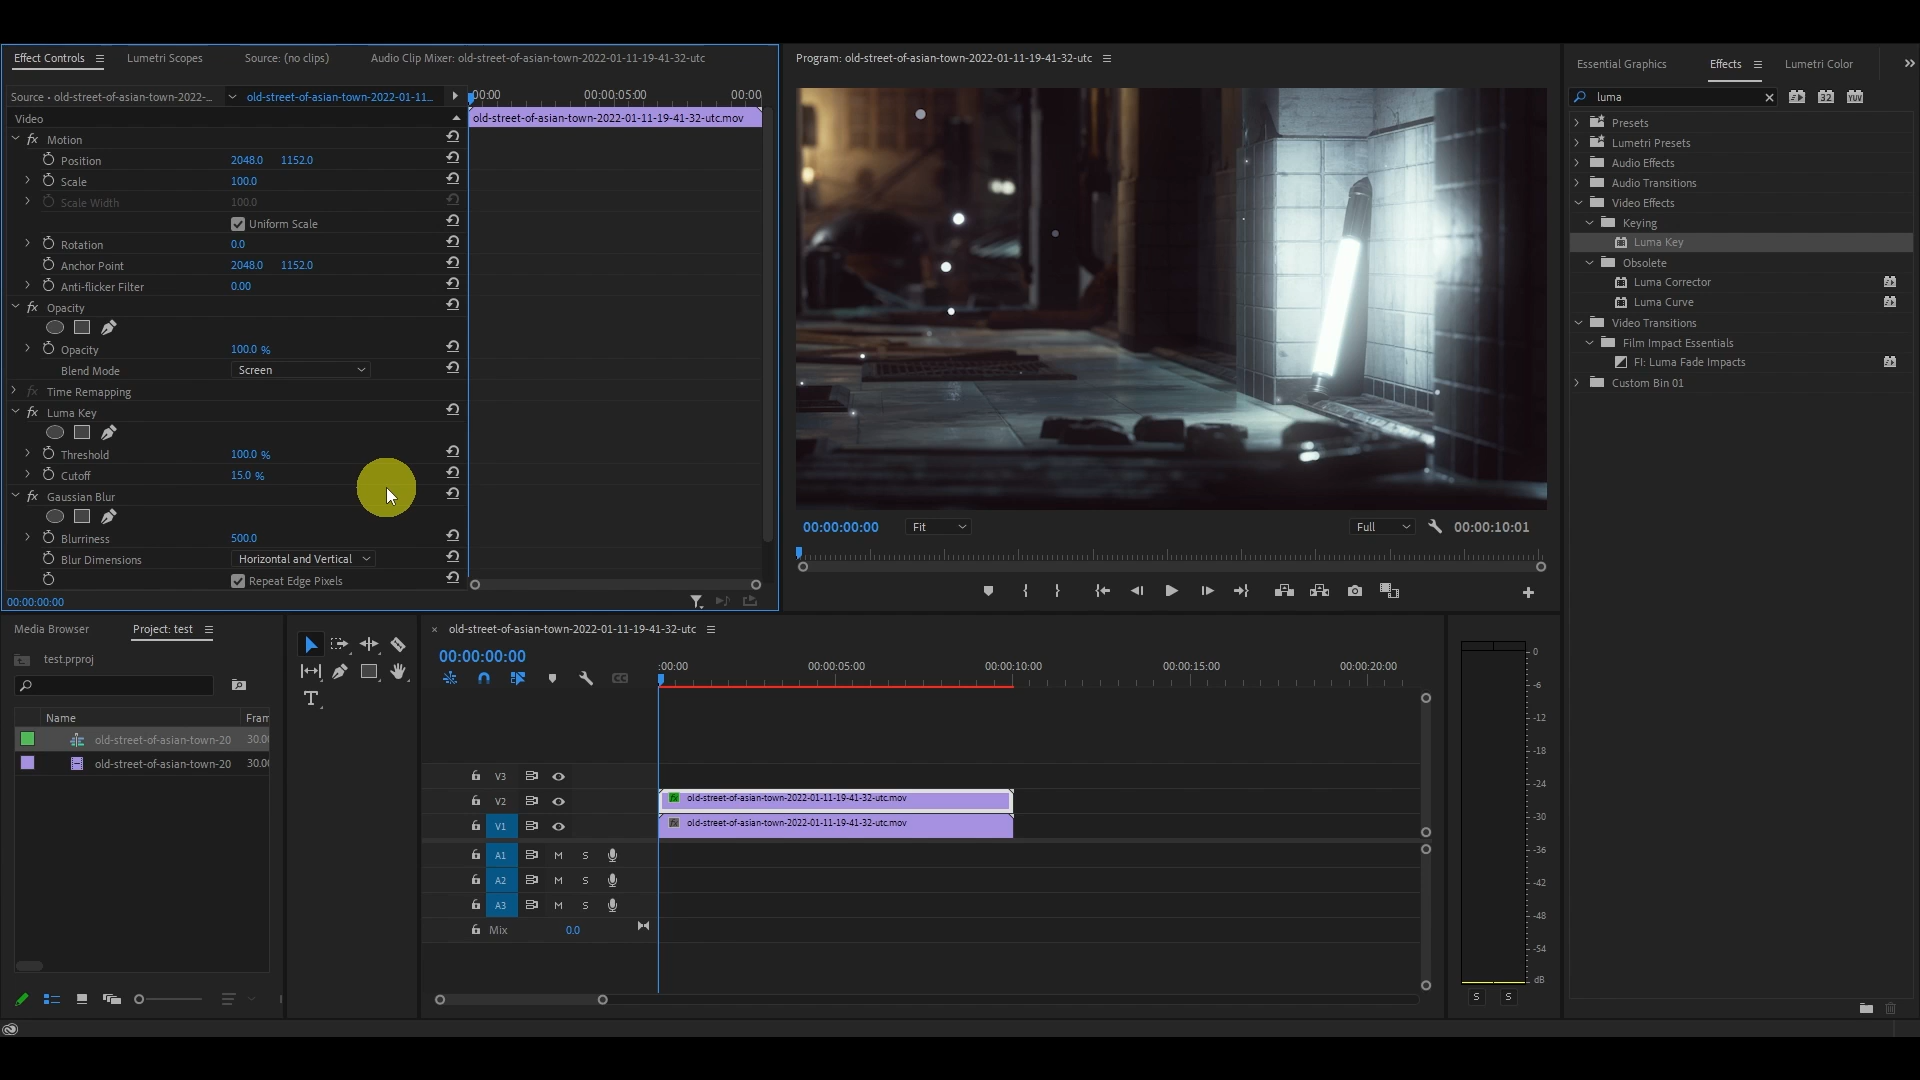 Effect Controls
Lumetri Scopes
Source: (no clips)
Audio Clip Mixer: old-street-of-asian-town-2022-01-11-19-41-32-utc
Source • old-street-of-asian-town-2022-...
old-street-of-asian-town-2022-01-11...
:00:00
00:00:05:00
00:00
Video
old-street-of-asian-town-2022-01-11-19-41-32-utc.mov
fx Motion
Position 2048.0 1152.0
Scale 100.0
Scale Width 100.0
Uniform Scale
Rotation 0.0
Anchor Point 2048.0 1152.0
Anti-flicker Filter 0.00
fx Opacity
Opacity 100.0 %
Blend Mode Screen
fx Time Remapping
fx Luma Key
Threshold 100.0 %
Cutoff 15.0 %
fx Gaussian Blur
Blurriness 500.0
Blur Dimensions Horizontal and Vertical
Repeat Edge Pixels
00:00:00:00
Program: old-street-of-asian-town-2022-01-11-19-41-32-utc
00:00:00:00
Fit
Full
00:00:10:01
Essential Graphics
Effects
Lumetri Color
luma
32
YUV
Presets
Lumetri Presets
Audio Effects
Audio Transitions
Video Effects
Keying
Luma Key
Obsolete
Luma Corrector
Luma Curve
Video Transitions
Film Impact Essentials
FI: Luma Fade Impacts
Custom Bin 01
Media Browser
Project: test
test.prproj
Name
Fram
old-street-of-asian-town-20
30.00
old-street-of-asian-town-20
30.00
T
× old-street-of-asian-town-2022-01-11-19-41-32-utc
00:00:00:00
CC
:00:00
00:00:05:00
00:00:10:00
00:00:15:00
00:00:20:00
V3
V2
fx old-street-of-asian-town-2022-01-11-19-41-32-utc.mov
V1
fx old-street-of-asian-town-2022-01-11-19-41-32-utc.mov
A1 M S
A2 M S
A3 M S
Mix 0.0
0
-6
-12
-18
-24
-30
-36
-42
-48
-54
dB
S S